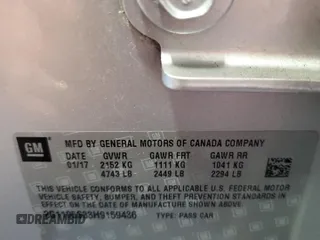 GM
MFD BY GENERAL MOTORS OF CANADA COMPANY
DATE GVWR GAWR FRT GAWR RR
01/17 2152 KG 1111 KG 1041 KG
4743 LB 2449 LB 2294 LB
THIS VEHICLE CONFORMS TO ALL APPLICABLE U.S. FEDERAL MOTOR VEHICLE
SAFETY, BUMPER, AND THEFT PREVENTION STANDARDS IN EFFECT
ON THE DATE OF MANUFACTURE SHOWN ABOVE.
TYPE: PASS CAR
DREAMBID